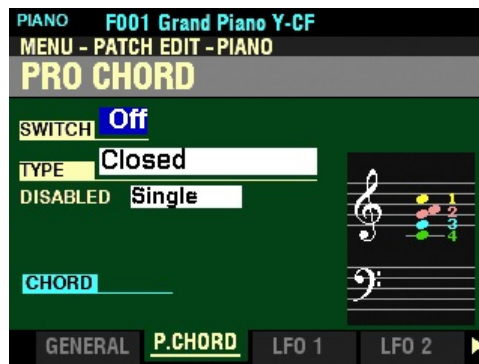 PIANO F001 Grand Piano Y-CF
MENU - PATCH EDIT - PIANO
PRO CHORD
SWITCH Off
TYPE Closed
DISABLED Single
1
2
3
4
CHORD
GENERAL P.CHORD LFO 1 LFO 2